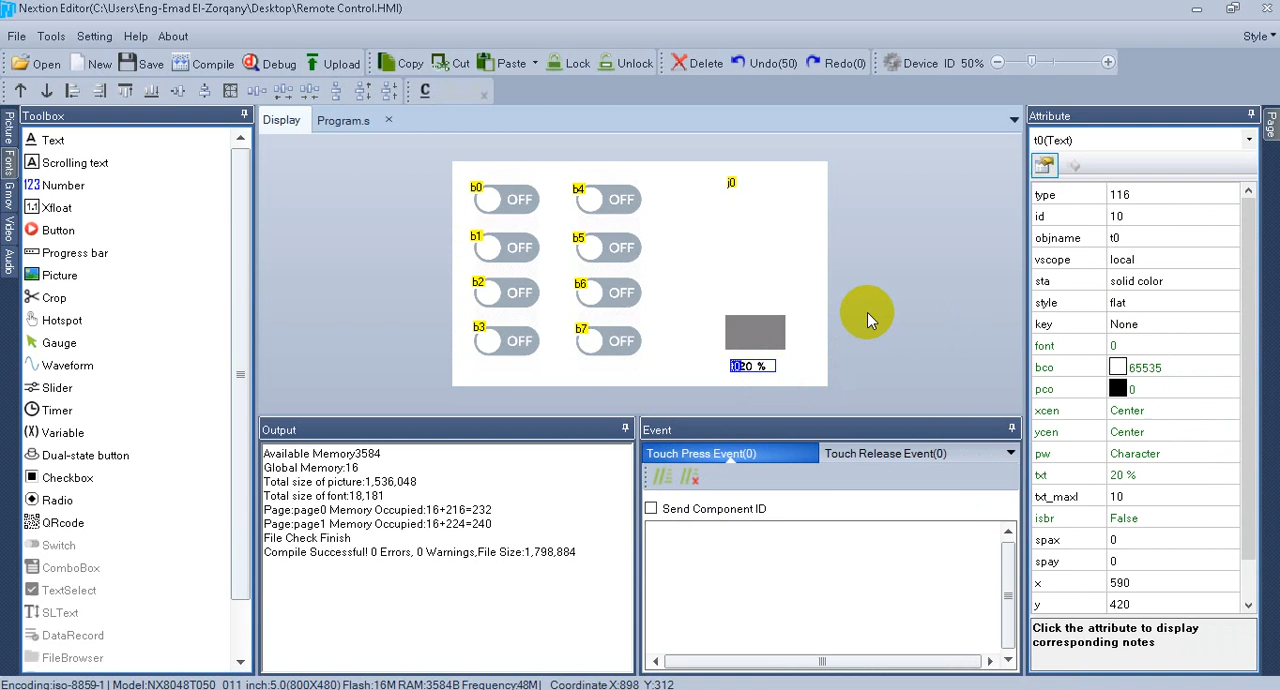 Nextion Editor(C:\Users\Eng-Emad El-Zorqany\Desktop\Remote Control.HMI)
File Tools Setting Help About Style
Open New Save Compile Debug Upload Copy Cut Paste Lock Unlock Delete Undo(50) Redo(0) Device ID 50%
C
Toolbox
Display Program.s
Attribute
Picture
Fonts
Gmov
Video
Audio
Page
Text
Scrolling text
Number
Xfloat
Button
Progress bar
Picture
Crop
Hotspot
Gauge
Waveform
Slider
Timer
Variable
Dual-state button
Checkbox
Radio
QRcode
Switch
ComboBox
TextSelect
SLText
DataRecord
FileBrowser
b0 OFF b4 OFF j0
b1 OFF b5 OFF
b2 OFF b6 OFF
b3 OFF b7 OFF
20 %
Output
Available Memory3584
Global Memory:16
Total size of picture:1,536,048
Total size of font:18,181
Page:page0 Memory Occupied:16+216=232
Page:page1 Memory Occupied:16+224=240
File Check Finish
Compile Successful! 0 Errors, 0 Warnings,File Size:1,798,884
Event
Touch Press Event(0) Touch Release Event(0)
Send Component ID
t0(Text)
type 116
id 10
objname t0
vscope local
sta solid color
style flat
key None
font 0
bco 65535
pco 0
xcen Center
ycen Center
pw Character
txt 20 %
txt_maxl 10
isbr False
spax 0
spay 0
x 590
y 420
Click the attribute to display
corresponding notes
Encoding:iso-8859-1 Model:NX8048T050_011 inch:5.0(800X480) Flash:16M RAM:3584B Frequency:48M Coordinate X:898 Y:312